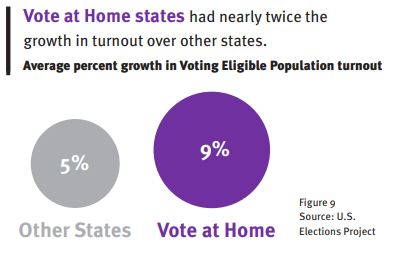 Vote at Home states had nearly twice the
growth in turnout over other states.
Average percent growth in Voting Eligible Population turnout
5%
9%
Other States
Vote at Home
Figure 9
Source: U.S.
Elections Project